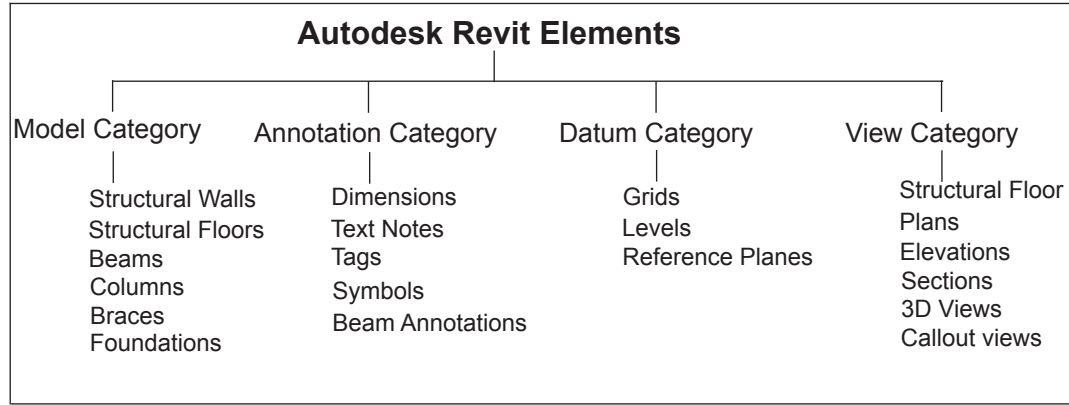 Autodesk Revit Elements
Model Category
Structural Walls
Structural Floors
Beams
Columns
Braces
Foundations
Annotation Category
Dimensions
Text Notes
Tags
Symbols
Beam Annotations
Datum Category
Grids
Levels
Reference Planes
View Category
Structural Floor
Plans
Elevations
Sections
3D Views
Callout views